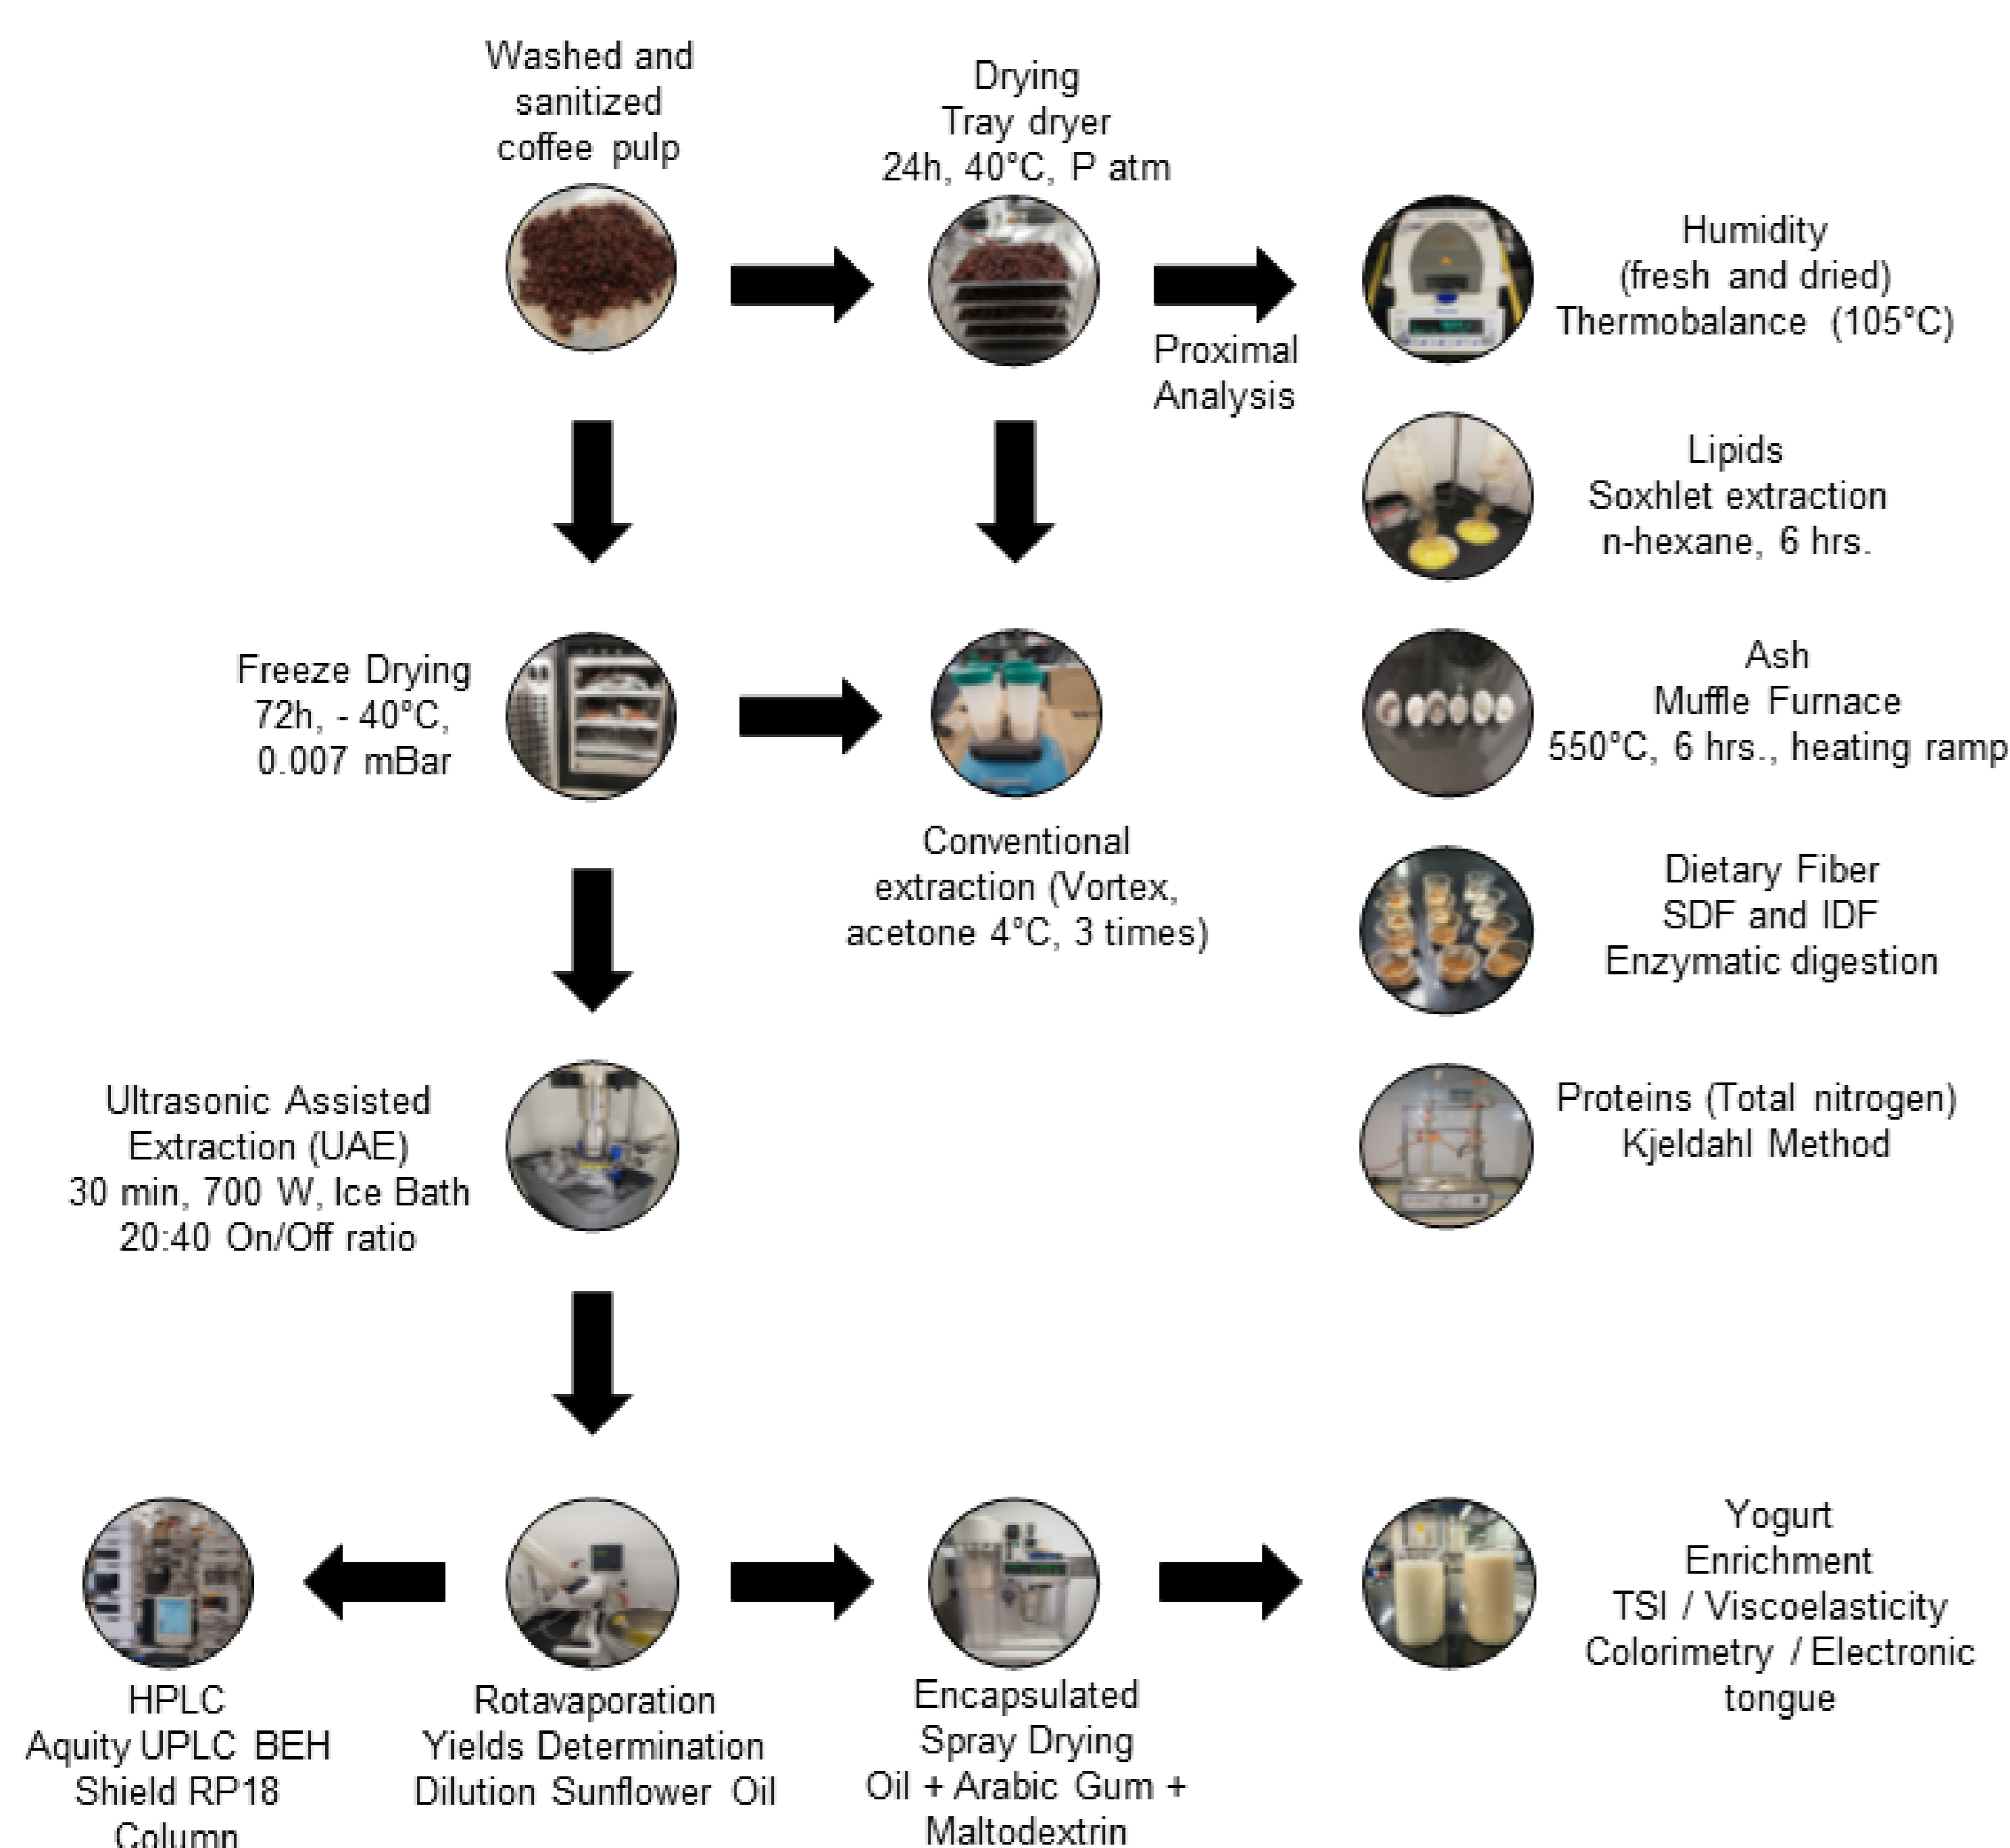 Washed and
sanitized
coffee pulp
Drying
Tray dryer
24h, 40°C, P atm
Proximal
Analysis
Humidity
(fresh and dried)
Thermobalance (105°C)
Lipids
Soxhlet extraction
n-hexane, 6 hrs.
Freeze Drying
72h, - 40°C,
0.007 mBar
Conventional
extraction (Vortex,
acetone 4°C, 3 times)
Ash
Muffle Furnace
550°C, 6 hrs., heating ramp
Dietary Fiber
SDF and IDF
Enzymatic digestion
Ultrasonic Assisted
Extraction (UAE)
30 min, 700 W, Ice Bath
20:40 On/Off ratio
Proteins (Total nitrogen)
Kjeldahl Method
HPLC
Aquity UPLC BEH
Shield RP18
Column
Rotavaporation
Yields Determination
Dilution Sunflower Oil
Encapsulated
Spray Drying
Oil + Arabic Gum +
Maltodextrin
Yogurt
Enrichment
TSI / Viscoelasticity
Colorimetry / Electronic
tongue